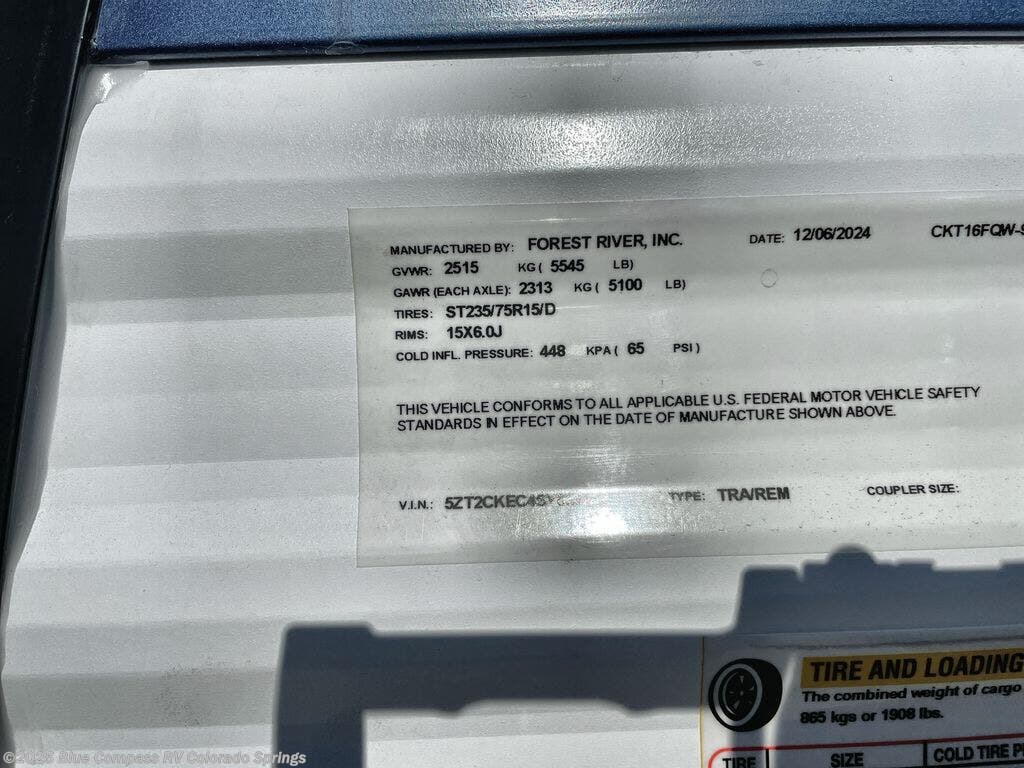 MANUFACTURED BY: FOREST RIVER, INC. DATE: 12/06/2024 CKT16FQW-9
GVWR: 2515 KG ( 5545 LB)
GAWR (EACH AXLE): 2313 KG ( 5100 LB)
TIRES: ST235/75R15/D
RIMS: 15X6.0J
COLD INFL. PRESSURE: 448 KPA ( 65 PSI )
THIS VEHICLE CONFORMS TO ALL APPLICABLE U.S. FEDERAL MOTOR VEHICLE SAFETY
STANDARDS IN EFFECT ON THE DATE OF MANUFACTURE SHOWN ABOVE.
V.I.N.: TYPE: TRA/REM COUPLER SIZE:
TIRE AND LOADING
The combined weight of cargo
865 kgs or 1908 lbs.
TIRE SIZE COLD TIRE
©2026 Blue Compass RV Colorado Springs